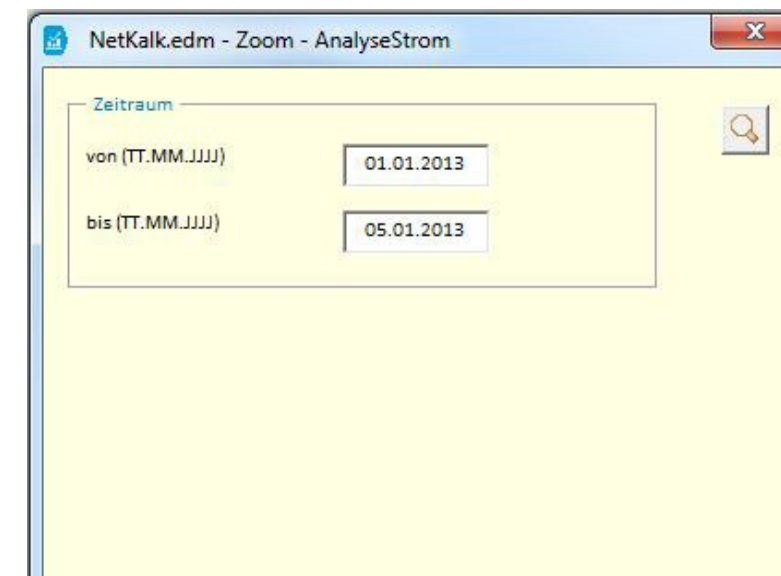 NetKalk.edm - Zoom - AnalyseStrom
Zeitraum
von (TT.MM.JJJJ)
01.01.2013
bis (TT.MM.JJJJ)
05.01.2013